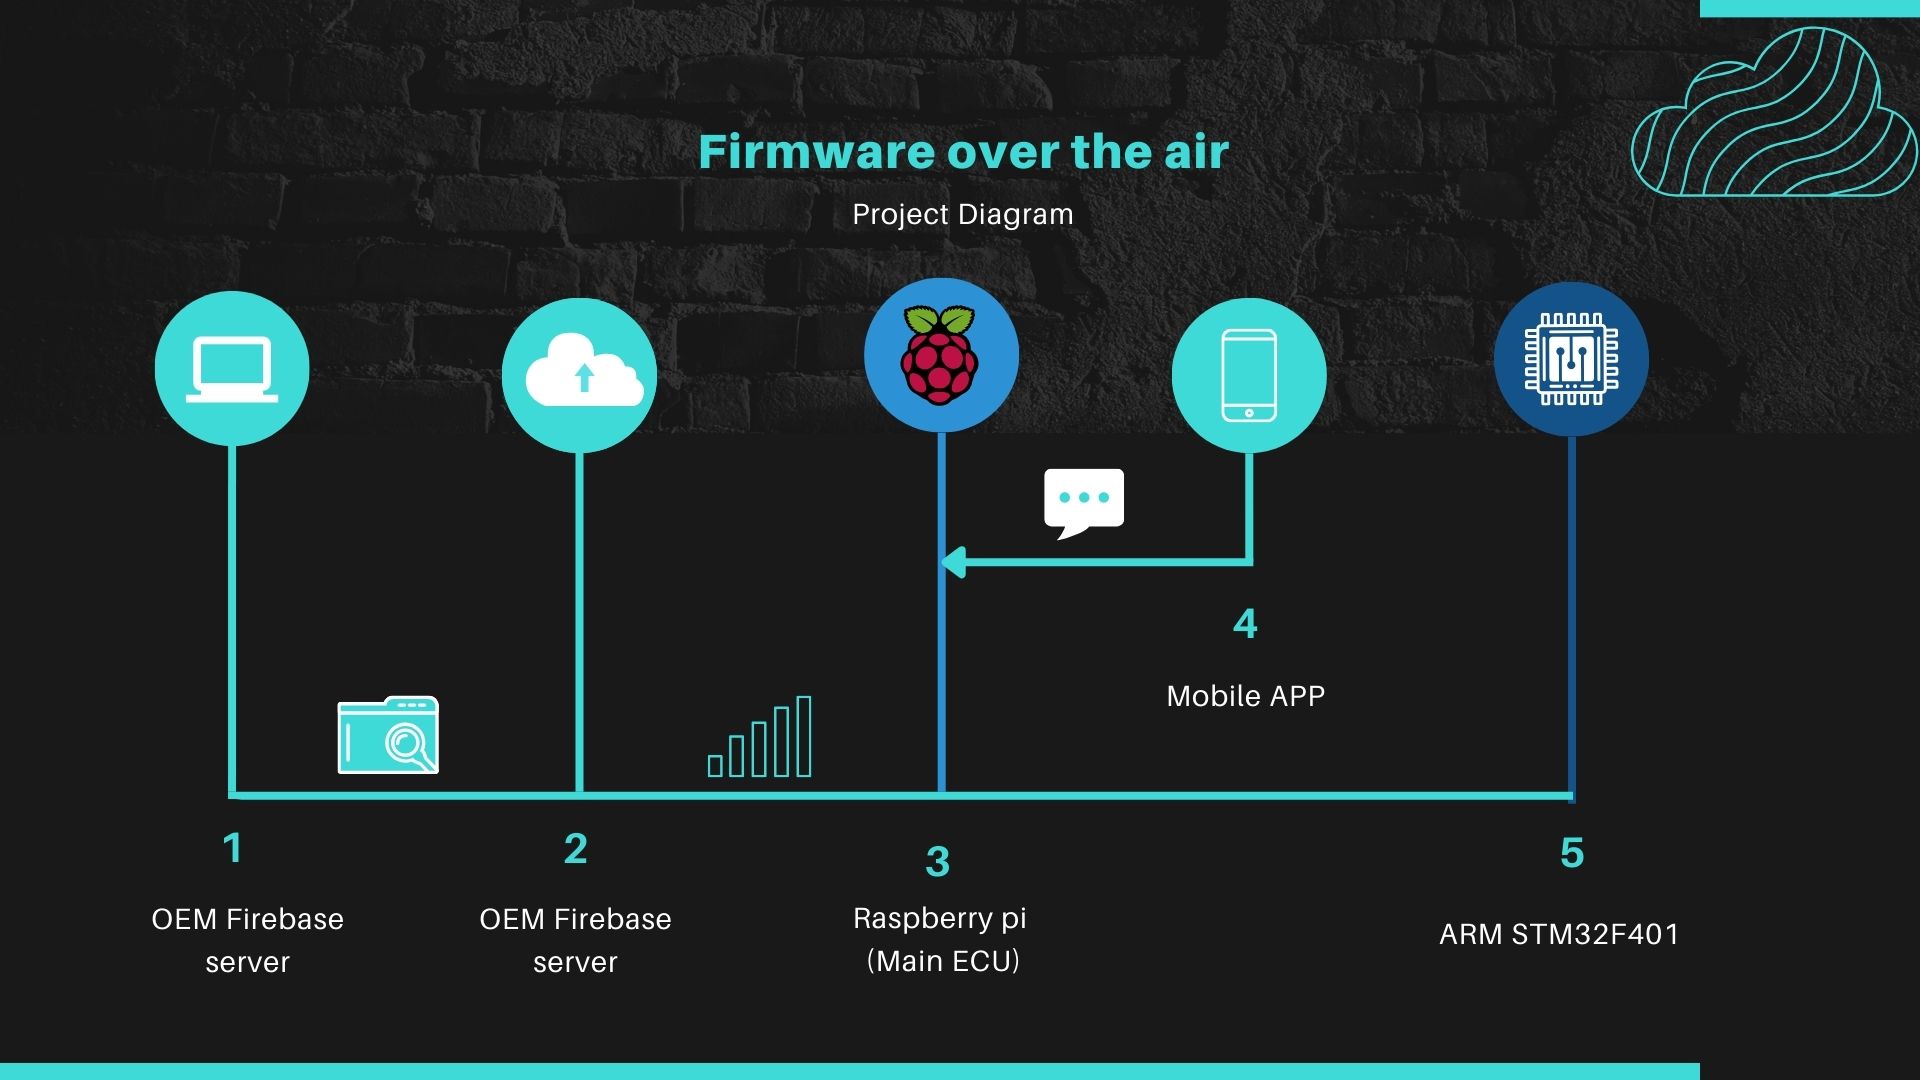 Firmware over the air
Project Diagram
1
OEM Firebase
server
2
OEM Firebase
server
3
Raspberry pi
(Main ECU)
4
Mobile APP
5
ARM STM32F401